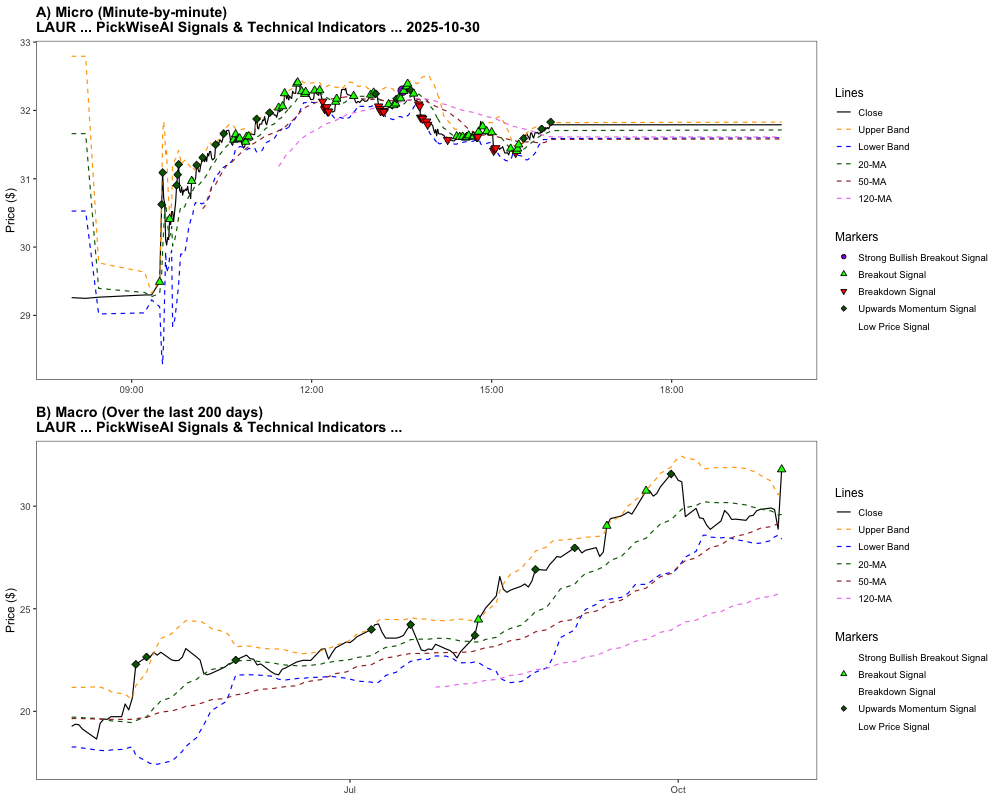 A) Micro (Minute-by-minute)
LAUR ... PickWiseAI Signals & Technical Indicators ... 2025-10-30
Price ($)
33
32
31
30
29
09:00
12:00
15:00
18:00
Lines
Close
Upper Band
Lower Band
20-MA
50-MA
120-MA
Markers
Strong Bullish Breakout Signal
Breakout Signal
Breakdown Signal
Upwards Momentum Signal
Low Price Signal
B) Macro (Over the last 200 days)
LAUR ... PickWiseAI Signals & Technical Indicators ...
Price ($)
30
25
20
Jul
Oct
Lines
Close
Upper Band
Lower Band
20-MA
50-MA
120-MA
Markers
Strong Bullish Breakout Signal
Breakout Signal
Breakdown Signal
Upwards Momentum Signal
Low Price Signal